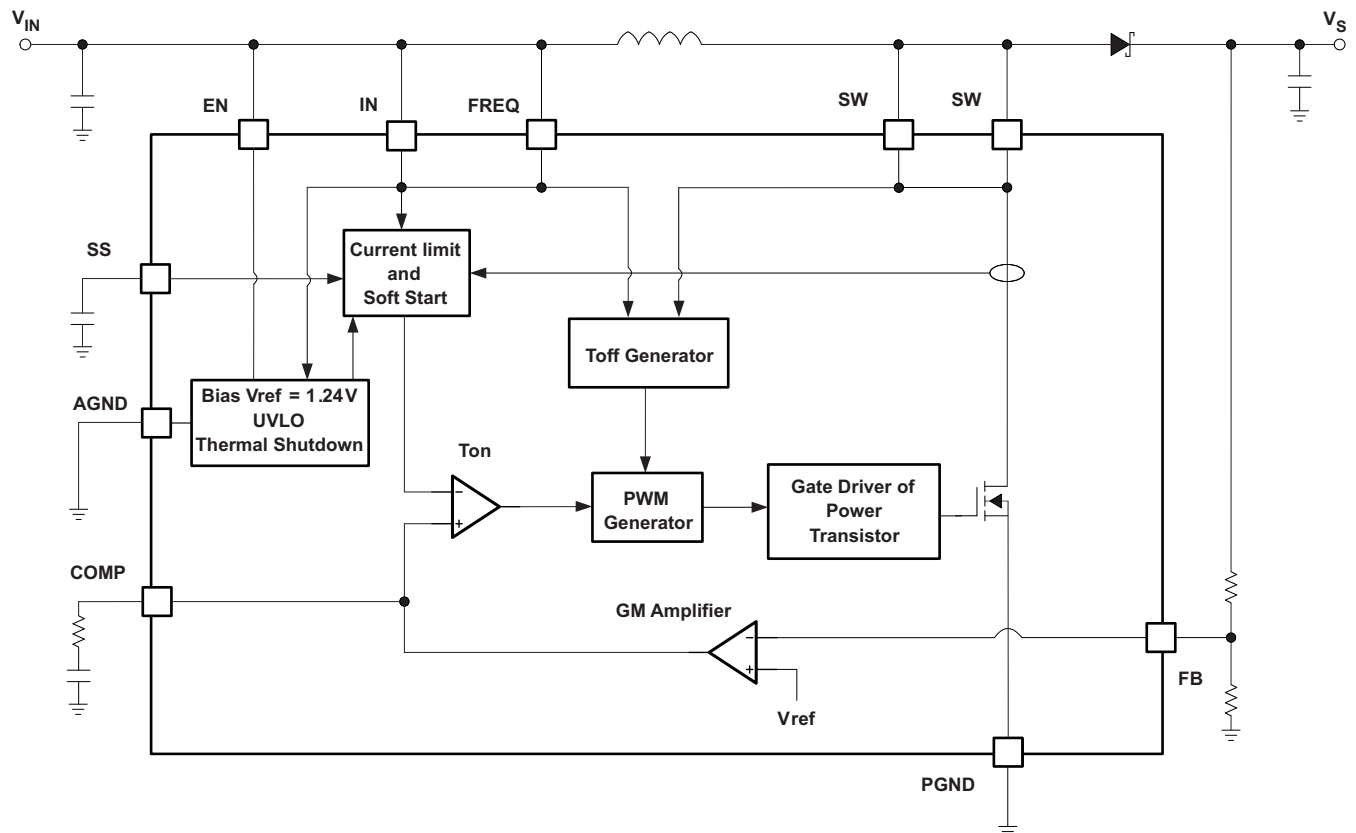 VIN
VS
EN
IN
FREQ
SW
SW
SS
Current limit
and
Soft Start
Toff Generator
AGND
Bias Vref = 1.24V
UVLO
Thermal Shutdown
Ton
−
+
PWM
Generator
Gate Driver of
Power
Transistor
COMP
GM Amplifier
−
+
Vref
FB
PGND